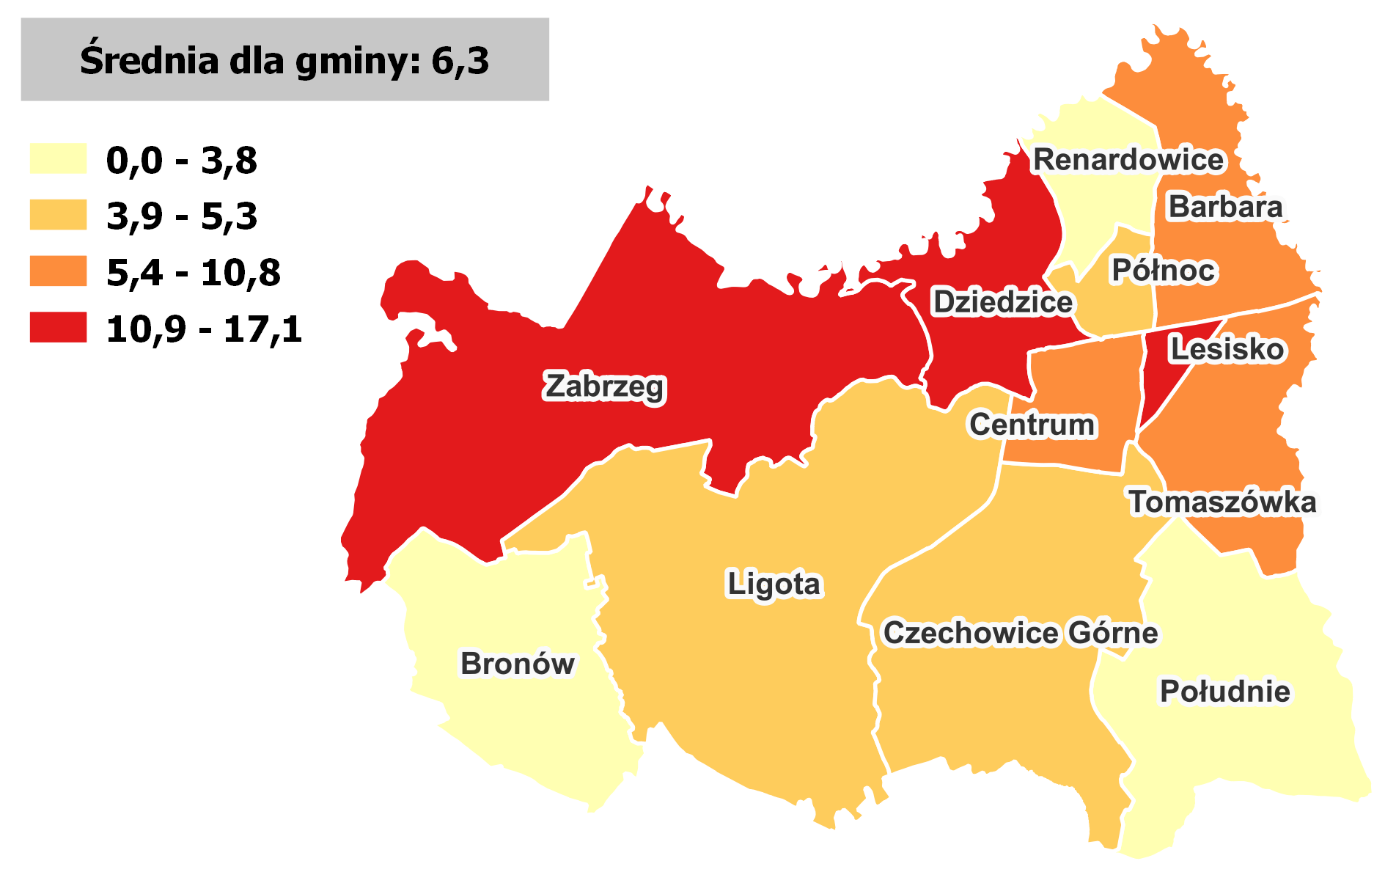 Średnia dla gminy: 6,3
0,0 - 3,8
3,9 - 5,3
5,4 - 10,8
10,9 - 17,1
Renardowice
Barbara
Północ
Dziedzice
Lesisko
Zabrzeg
Centrum
Tomaszówka
Ligota
Czechowice Górne
Bronów
Południe